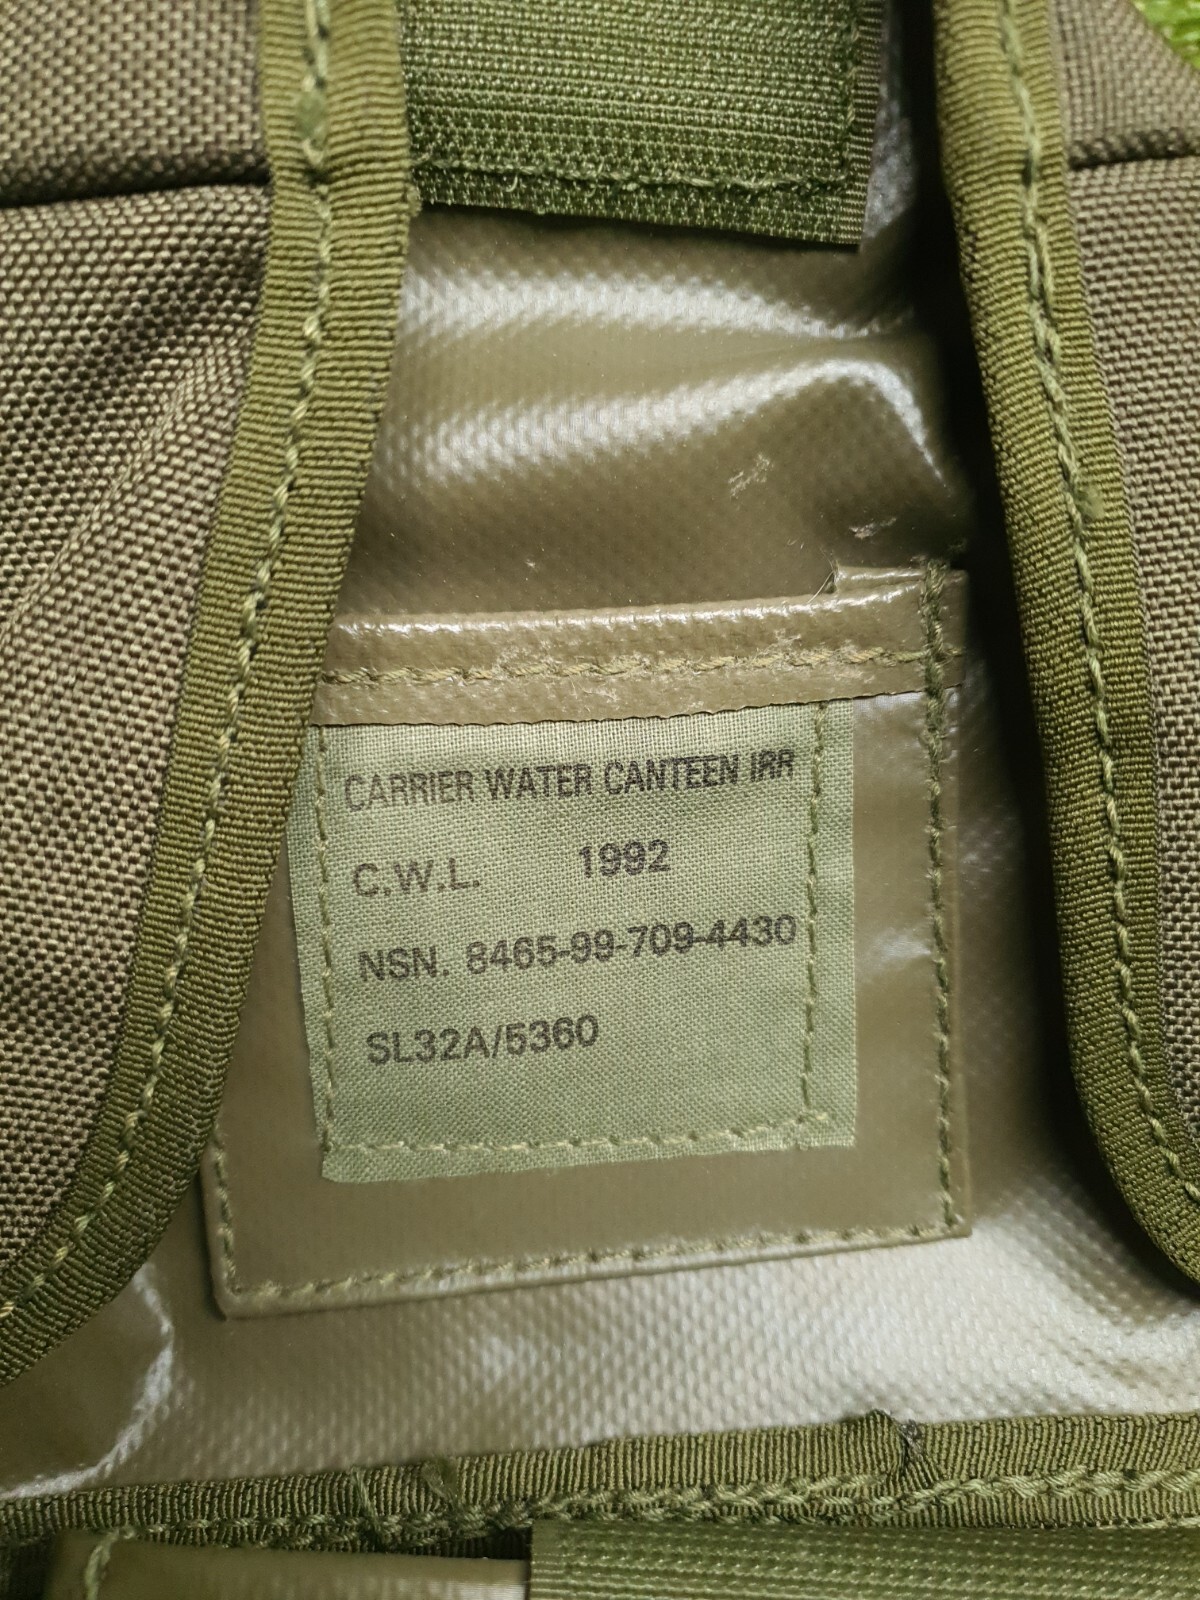 CARRIER WATER CANTEEN IRR
C.W.L. 1992
NSN. 8465-99-709-4430
SL32A/5360